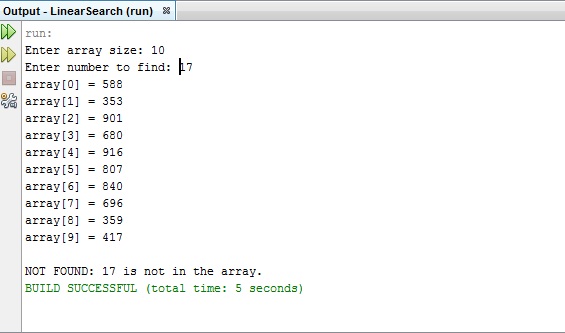 Output - LinearSearch (run)
run:
Enter array size: 10
Enter number to find: 17
array[0] = 588
array[1] = 353
array[2] = 901
array[3] = 680
array[4] = 916
array[5] = 807
array[6] = 840
array[7] = 696
array[8] = 359
array[9] = 417
NOT FOUND: 17 is not in the array.
BUILD SUCCESSFUL (total time: 5 seconds)